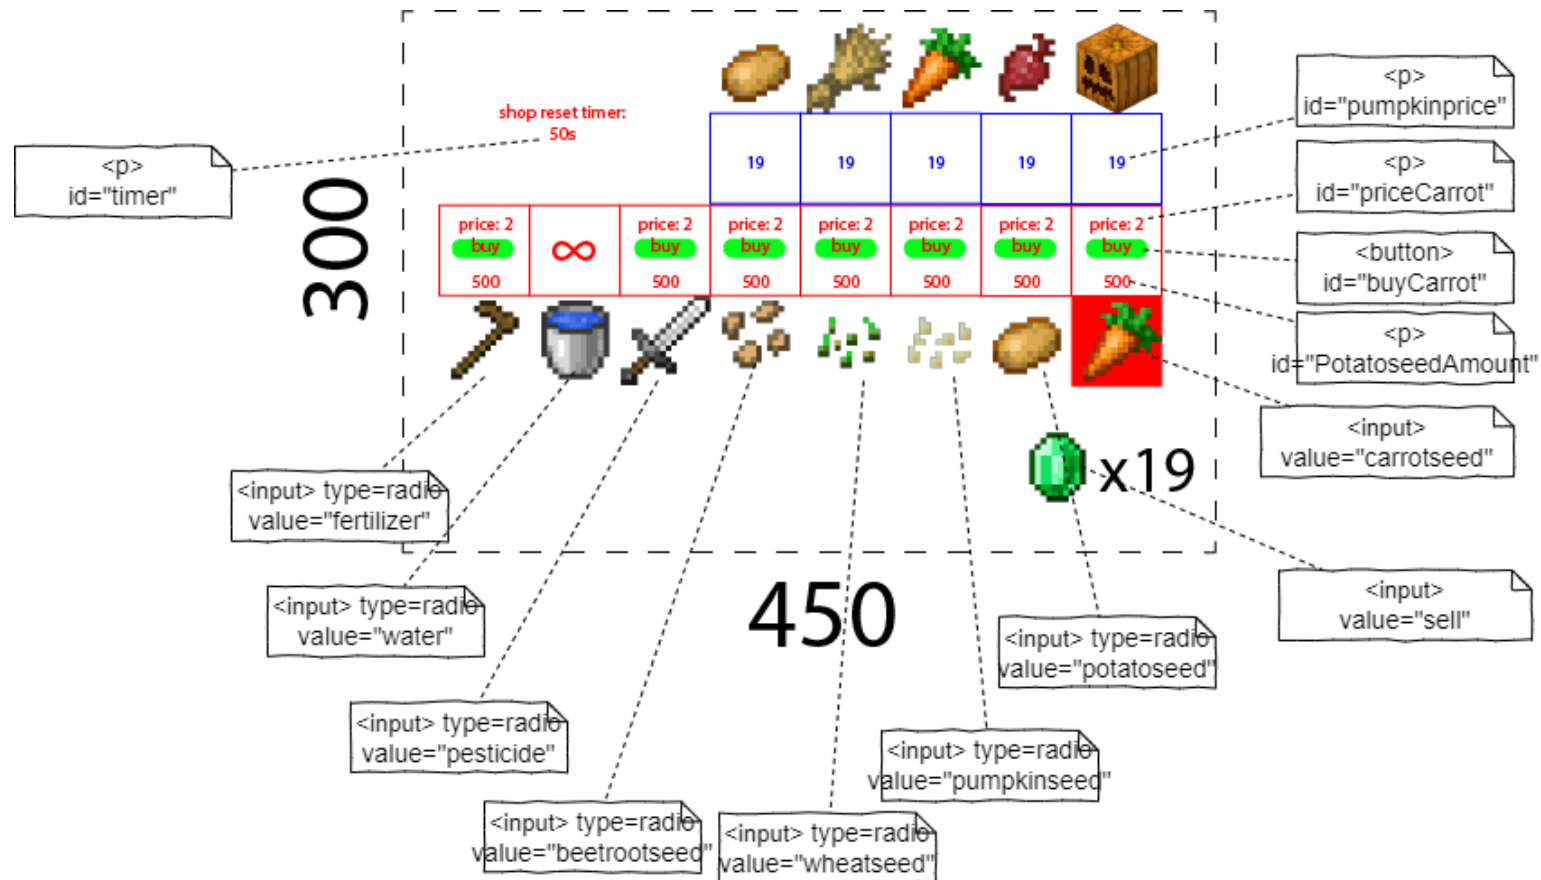 <p>
id="pumpkinprice"
shop reset timer:
50s
<p>
id="timer"
19 19 19 19 19
<p>
id="priceCarrot"
300
price: 2 price: 2 price: 2 price: 2 price: 2 price: 2 price: 2
buy ∞ buy buy buy buy buy buy
500 500 500 500 500 500 500
<button>
id="buyCarrot"
<p>
id="PotatoseedAmount"
<input>
value="carrotseed"
x19
<input> type=radio
value="fertilizer"
450
<input> type=radio
value="water"
<input>
value="sell"
<input> type=radio
value="potatoseed"
<input> type=radio
value="pesticide"
<input> type=radio
value="pumpkinseed"
<input> type=radio
value="beetrootseed"
<input> type=radio
value="wheatseed"